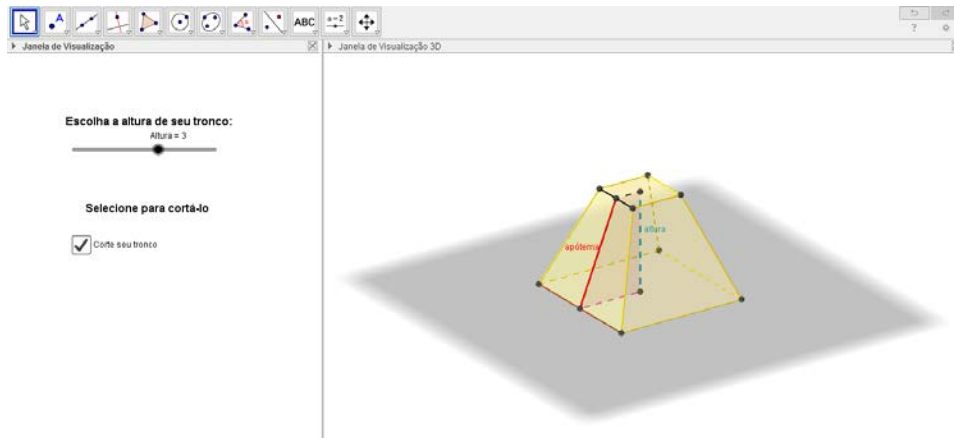 A
ABC
a=2
Janela de Visualização
Janela de Visualização 3D
?
Escolha a altura de seu tronco:
Altura = 3
Selecione para cortá-lo
Corte seu tronco
apótema
altura